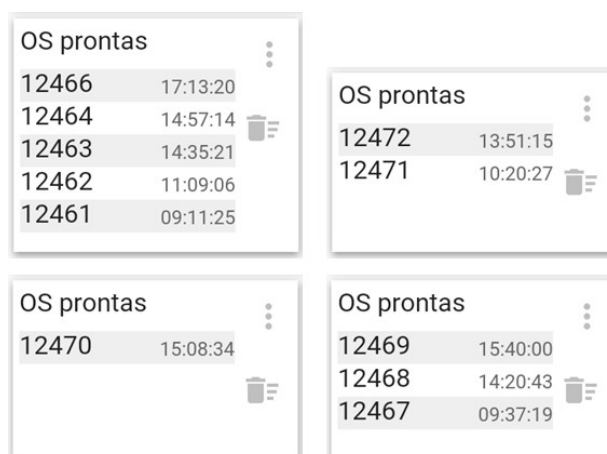 OS prontas
12466 17:13:20
12464 14:57:14
12463 14:35:21
12462 11:09:06
12461 09:11:25
OS prontas
12472 13:51:15
12471 10:20:27
OS prontas
12470 15:08:34
OS prontas
12469 15:40:00
12468 14:20:43
12467 09:37:19